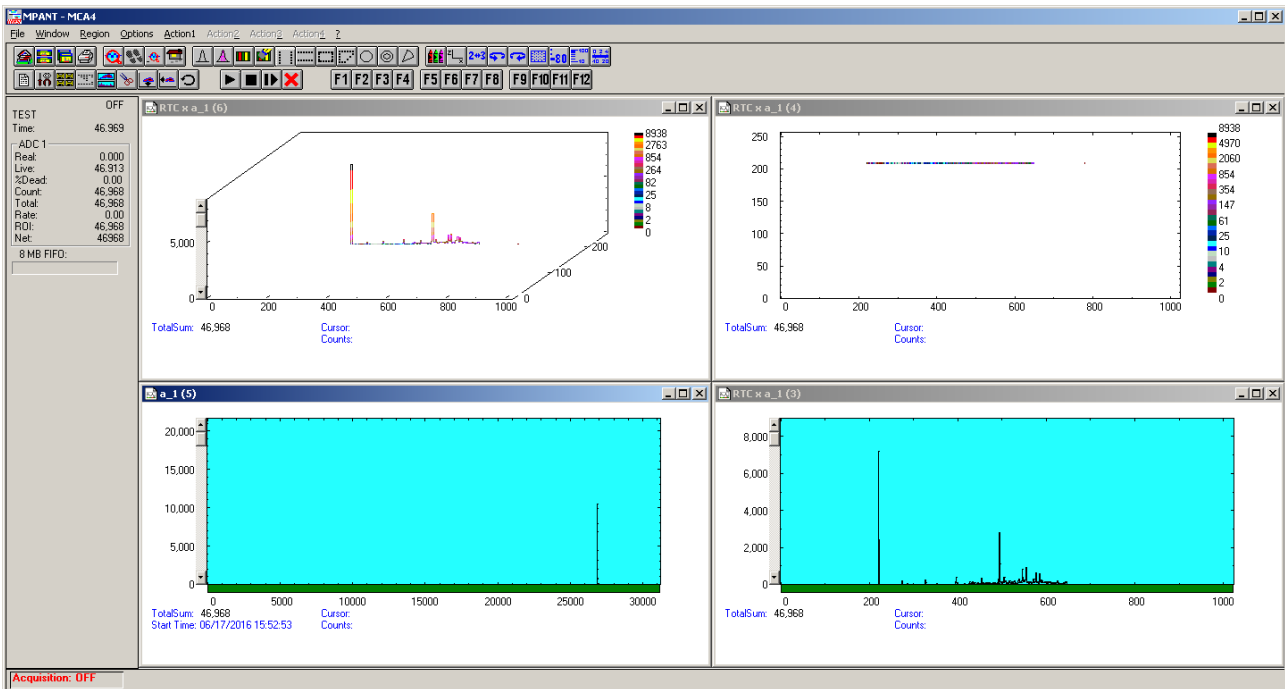 MPANT - MCA4
File Window Region Options Action1 Action2 Action3 Action4 ?
F1 F2 F3 F4 F5 F6 F7 F8 F9 F10 F11 F12
OFF
TEST
Time: 46.969
ADC 1
Real: 0.000
Live: 46.913
%Dead: 0.00
Count: 46,968
Total: 46,968
Rate: 0.00
ROI: 46,968
Net: 46968
8 MB FIFO:
RTC x a_1 (6)
8938
2763
854
264
82
25
8
2
0
5,000
0
200
100
0
0 200 400 600 800 1000
TotalSum: 46,968 Cursor:
Counts:
RTC x a_1 (4)
250
200
150
100
50
0
0 200 400 600 800 1000
8938
4970
2060
854
354
147
61
25
10
4
2
0
TotalSum: 46,968 Cursor:
Counts:
a_1 (5)
20,000
15,000
10,000
5,000
0
0 5000 10000 15000 20000 25000 30000
TotalSum: 46,968 Cursor:
Start Time: 06/17/2016 15:52:53 Counts:
RTC x a_1 (3)
8,000
6,000
4,000
2,000
0
0 200 400 600 800 1000
TotalSum: 46,968 Cursor:
Counts:
Acquisition: OFF